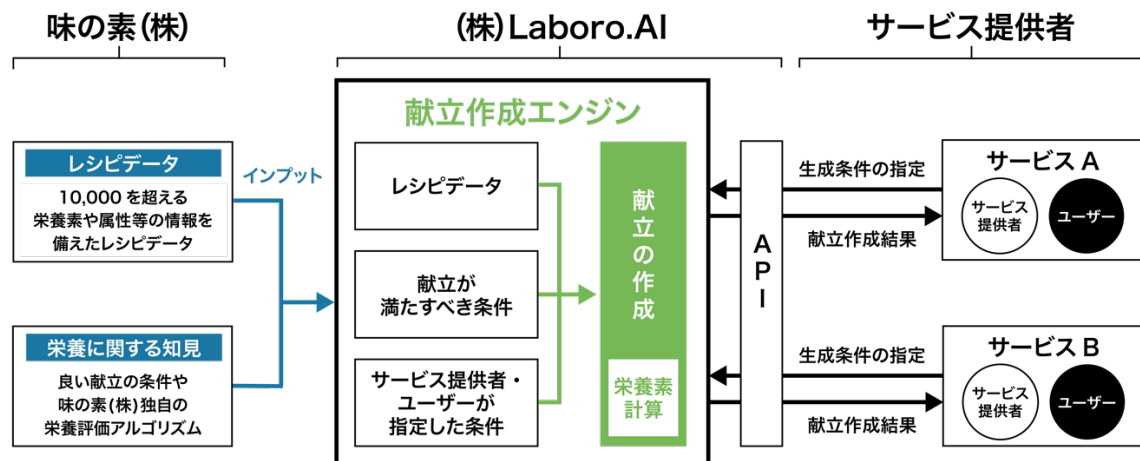 味の素(株)
(株)Laboro.AI
サービス提供者
レシピデータ
10,000を超える
栄養素や属性等の情報を
備えたレシピデータ
栄養に関する知見
良い献立の条件や
味の素(株)独自の
栄養評価アルゴリズム
インプット
献立作成エンジン
レシピデータ
献立が
満たすべき条件
サービス提供者・
ユーザーが
指定した条件
献立の作成
栄養素
計算
API
生成条件の指定
献立作成結果
サービスA
サービス
提供者
ユーザー
生成条件の指定
献立作成結果
サービスB
サービス
提供者
ユーザー